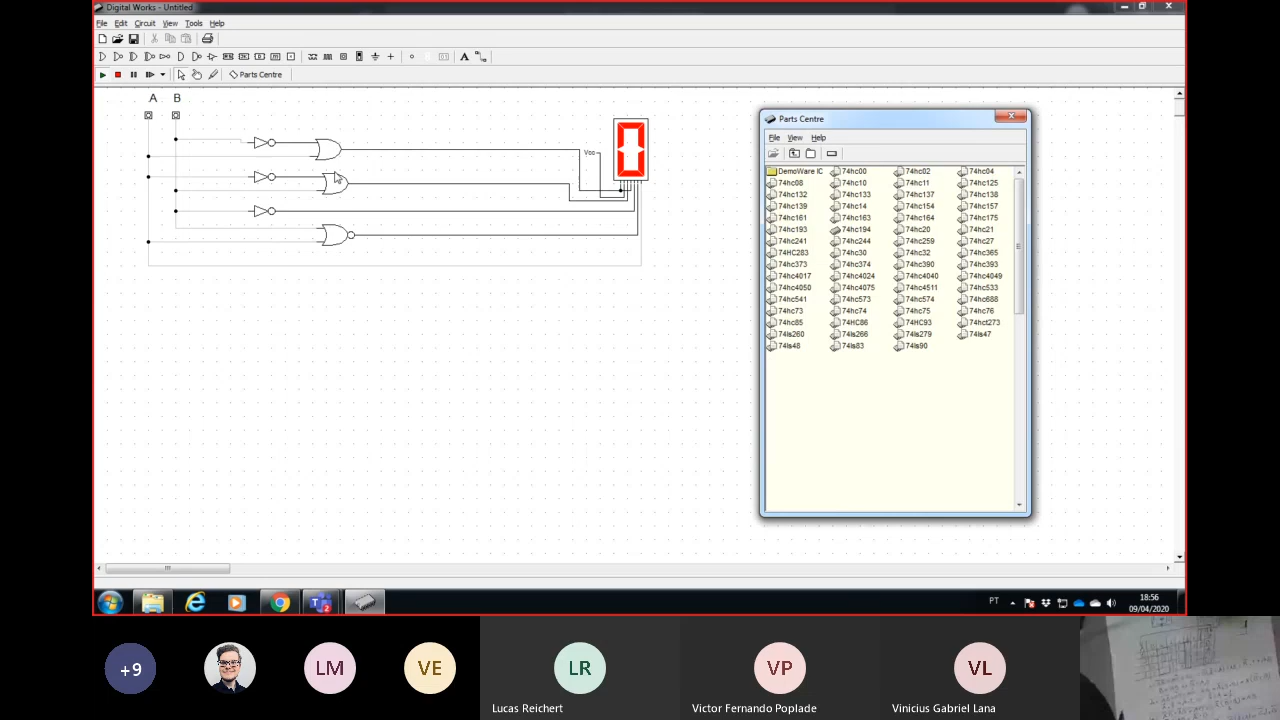 Digital Works - Untitled
File Edit Circuit View Tools Help
Parts Centre
A B
Parts Centre
File View Help
DemoWare IC 74hc00 74hc02 74hc04
74hc08 74hc10 74hc11 74hc125
74hc132 74hc133 74hc137 74hc138
74hc139 74hc14 74hc154 74hc157
74hc161 74hc163 74hc164 74hc175
74hc193 74hc194 74hc20 74hc21
74hc241 74hc244 74hc259 74hc27
74HC283 74hc30 74hc32 74hc365
74hc373 74hc374 74hc390 74hc393
74hc4017 74hc4024 74hc4040 74hc4049
74hc4050 74hc4075 74hc4511 74hc533
74hc541 74hc573 74hc574 74hc688
74hc73 74hc74 74hc75 74hc76
74hc85 74HC86 74HC93 74hct273
74ls260 74ls266 74ls279 74ls47
74ls48 74ls83 74ls90
PT
18:56
09/04/2020
+9 LM VE LR VP VL
Lucas Reichert Victor Fernando Poplade Vinicius Gabriel Lana